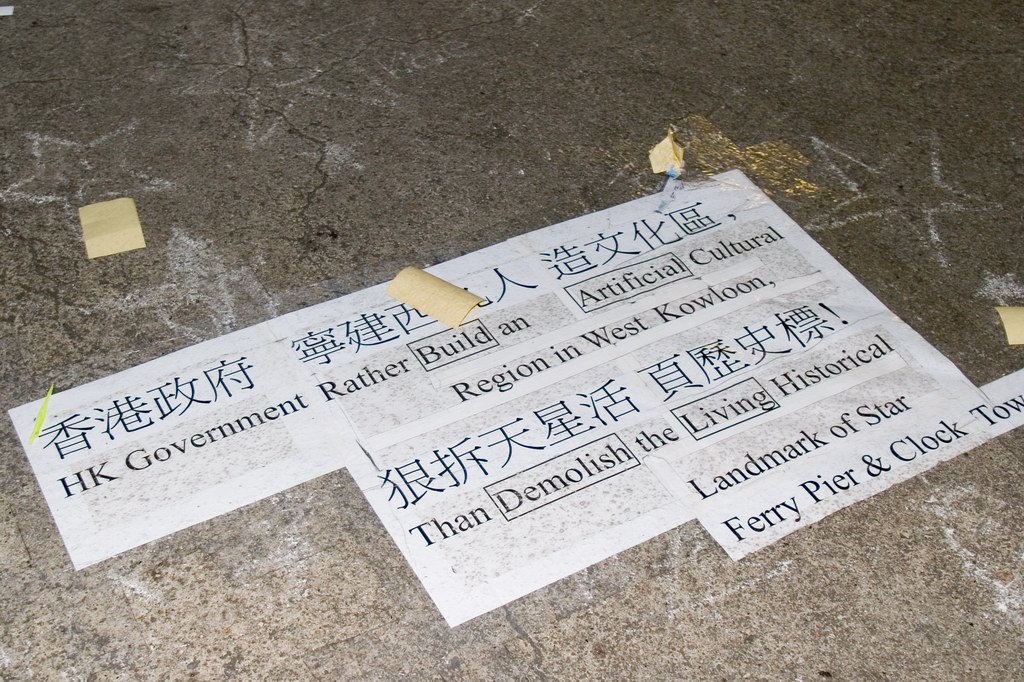 香港政府 寧建西人 造文化區,
HK Government Rather Build an Artificial Cultural
Region in West Kowloon,
狠拆天星活 頁歷史標!
Than Demolish the Living Historical
Landmark of Star
Ferry Pier & Clock Tow